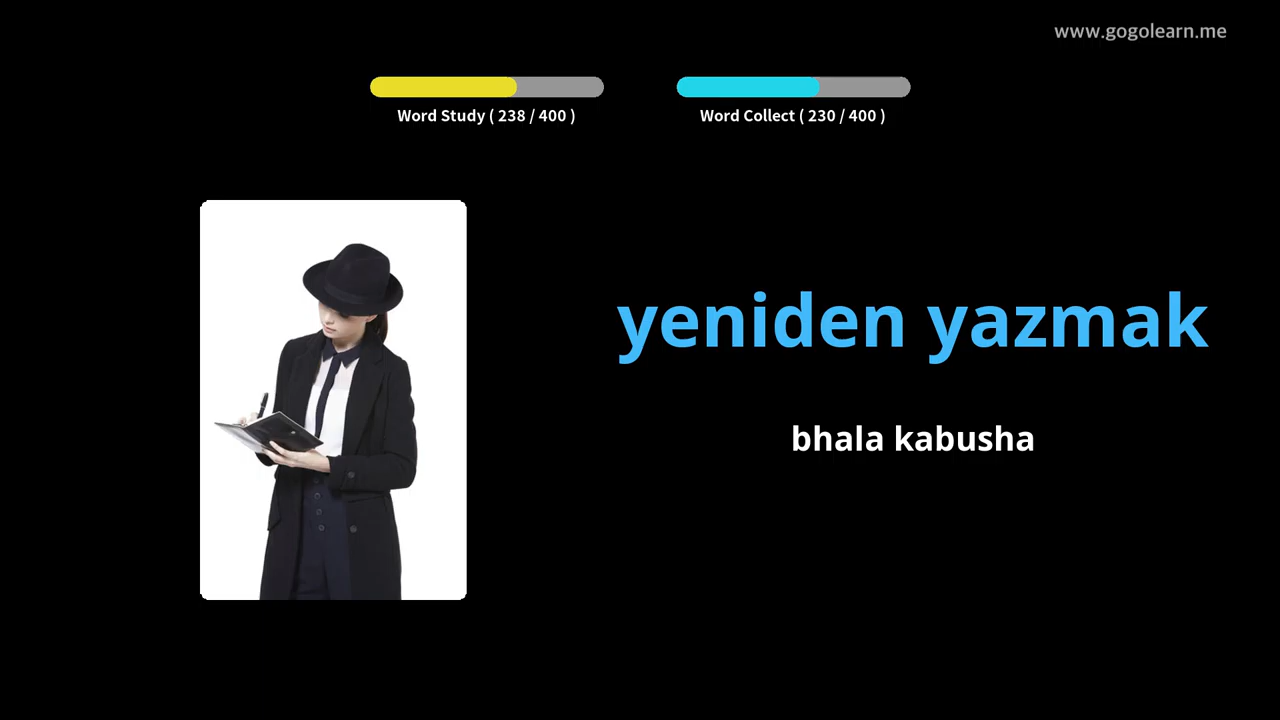 www.gogolearn.me
Word Study ( 238 / 400 )
Word Collect ( 230 / 400 )
yeniden yazmak
bhala kabusha